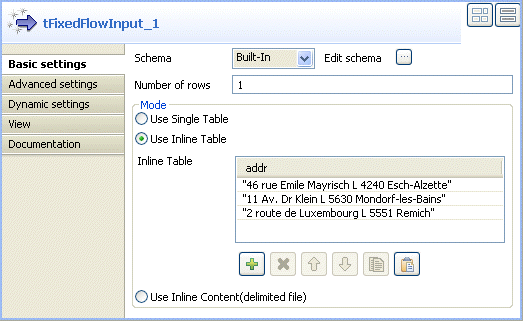 tFixedFlowInput_1
Basic settings
Advanced settings
Dynamic settings
View
Documentation
Schema Built-In Edit schema ...
Number of rows 1
Mode
Use Single Table
Use Inline Table
Inline Table addr
"46 rue Emile Mayrisch L 4240 Esch-Alzette"
"11 Av. Dr Klein L 5630 Mondorf-les-Bains"
"2 route de Luxembourg L 5551 Remich"
Use Inline Content(delimited file)